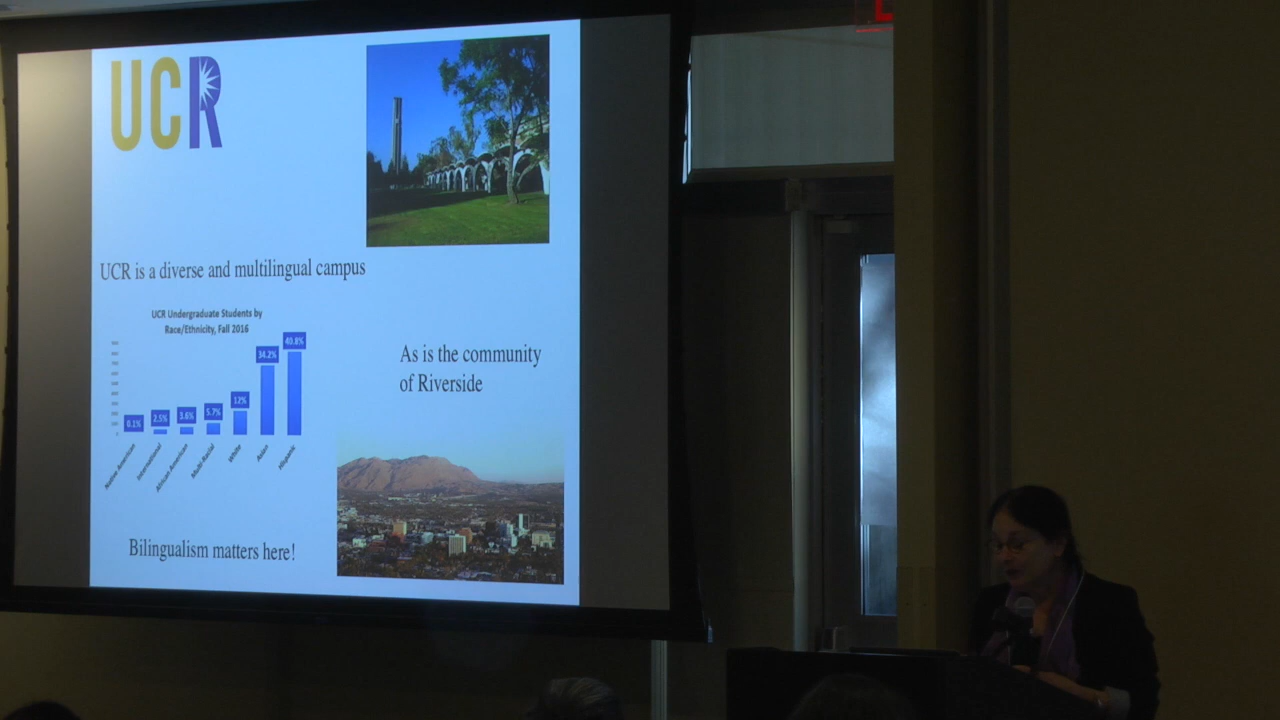 UCR
UCR is a diverse and multilingual campus
UCR Undergraduate Students by
Race/Ethnicity, Fall 2016
0.1%
2.5%
3.6%
5.7%
12%
34.2%
40.8%
Native American
International
African American
Multi-Racial
White
Asian
Hispanic
As is the community
of Riverside
Bilingualism matters here!